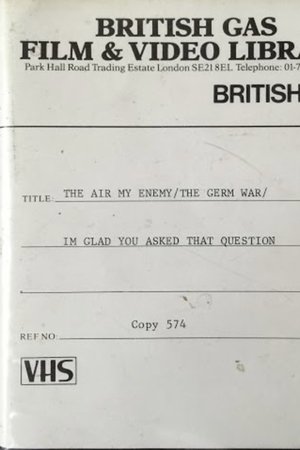 BRITISH GAS
FILM & VIDEO LIBRA
Park Hall Road Trading Estate London SE21 8EL Telephone: 01-7
BRITISH
TITLE: THE AIR MY ENEMY/THE GERM WAR/
IM GLAD YOU ASKED THAT QUESTION
Copy 574
REF NO:
VHS